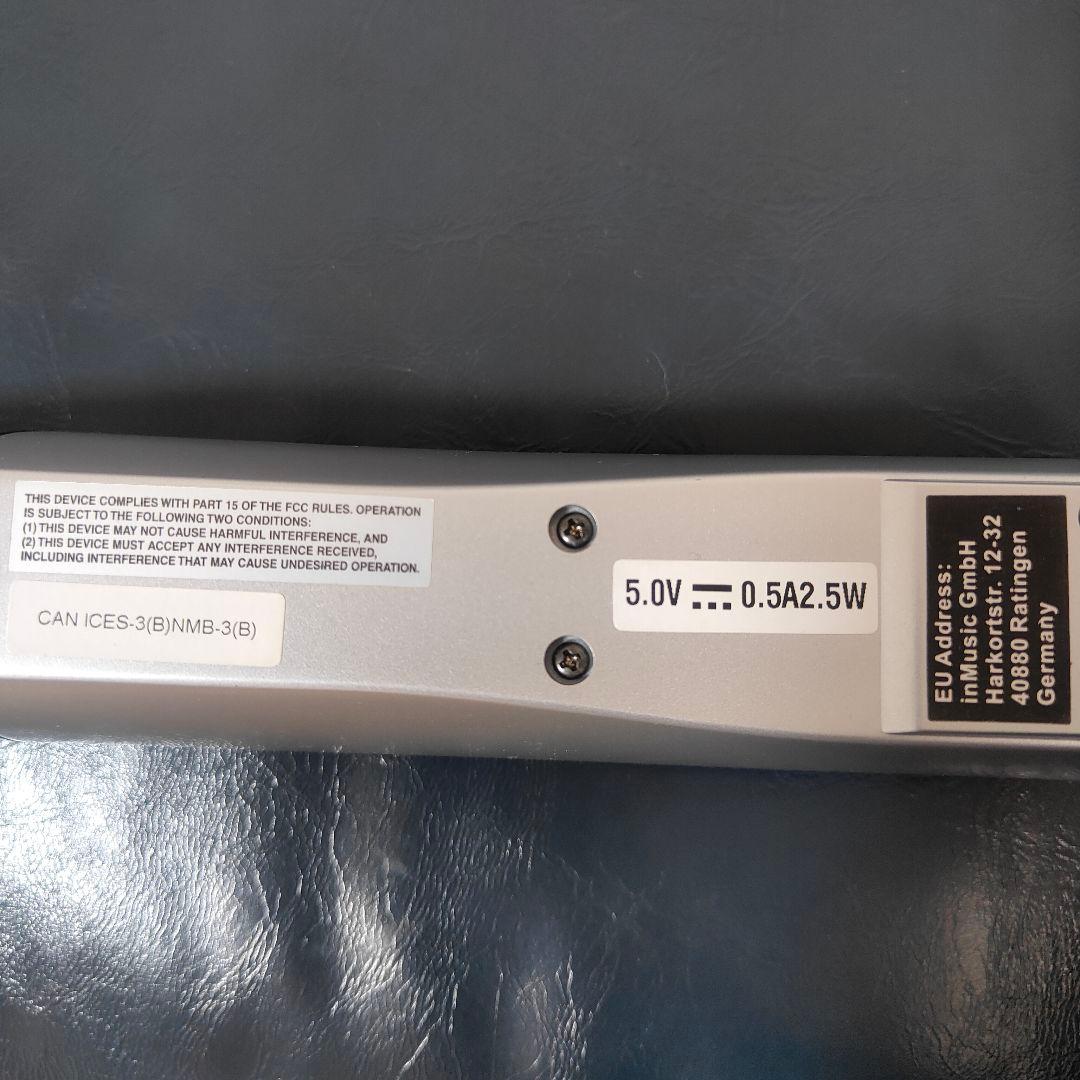 THIS DEVICE COMPLIES WITH PART 15 OF THE FCC RULES. OPERATION
IS SUBJECT TO THE FOLLOWING TWO CONDITIONS:
(1) THIS DEVICE MAY NOT CAUSE HARMFUL INTERFERENCE, AND
(2) THIS DEVICE MUST ACCEPT ANY INTERFERENCE RECEIVED,
INCLUDING INTERFERENCE THAT MAY CAUSE UNDESIRED OPERATION.
CAN ICES-3(B)NMB-3(B)
5.0V ⎓ 0.5A2.5W
EU Address:
inMusic GmbH
Harkortstr. 12-32
40880 Ratingen
Germany